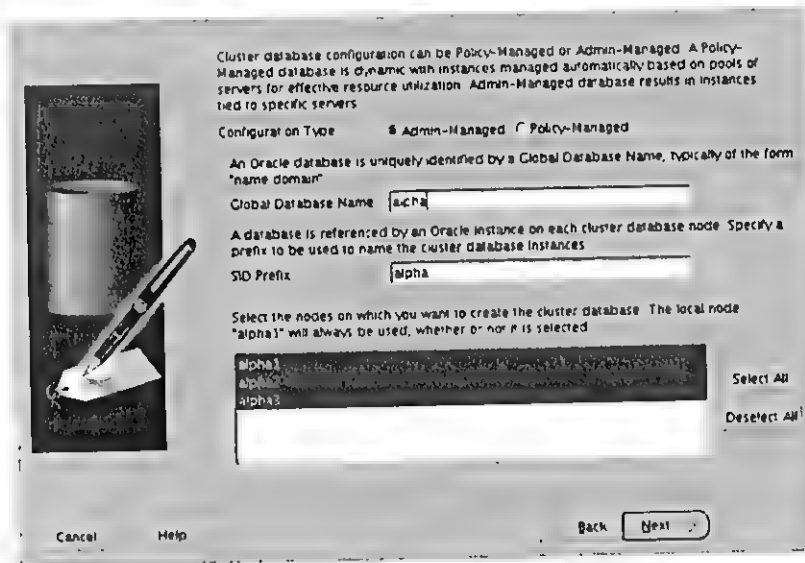 Cluster database configuration can be Policy-Managed or Admin-Managed. A Policy-
Managed database is dynamic with instances managed automatically based on pools of
servers for effective resource utilization. Admin-Managed database results in instances
tied to specific servers
Configuration Type Admin-Managed Policy-Managed
An Oracle database is uniquely identified by a Global Database Name, typically of the form
"name domain"
Global Database Name alpha
A database is referenced by an Oracle instance on each cluster database node. Specify a
prefix to be used to name the cluster database instances
SID Prefix alpha
Select the nodes on which you want to create the cluster database. The local node
"alpha1" will always be used, whether or not it is selected
alpha1
alpha3
Select All
Deselect All
Cancel Help Back Next